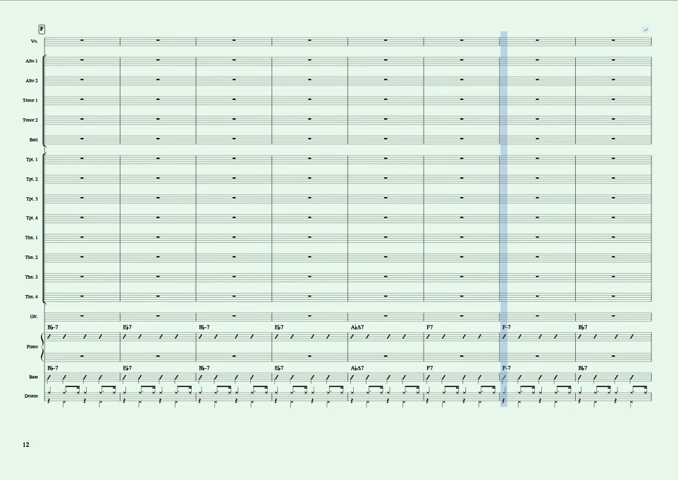 F
Vo.
Alto 1
Alto 2
Tenor 1
Tenor 2
Bari
Tpt. 1
Tpt. 2
Tpt. 3
Tpt. 4
Tbn. 1
Tbn. 2
Tbn. 3
Tbn. 4
Gtr.
B♭-7 E♭7 B♭-7 E♭7 A♭Δ7 F7 F-7 B♭7
Piano
B♭-7 E♭7 B♭-7 E♭7 A♭Δ7 F7 F-7 B♭7
Bass
Drums
12